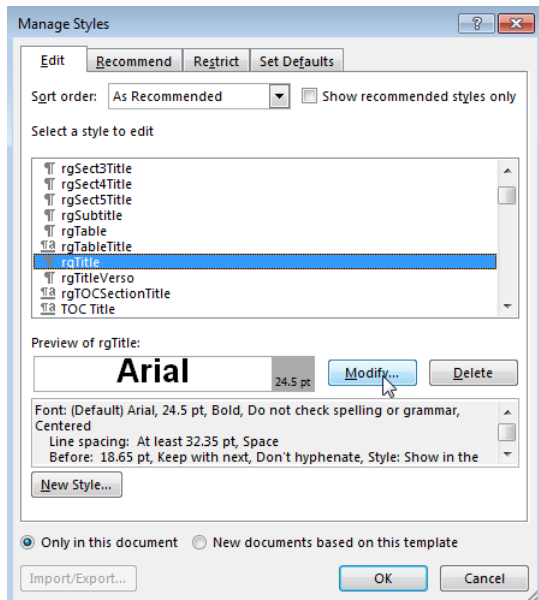 Manage Styles
Edit Recommend Restrict Set Defaults
Sort order: As Recommended Show recommended styles only
Select a style to edit
¶ rgSect3Title
¶ rgSect4Title
¶ rgSect5Title
¶ rgSubtitle
¶ rgTable
¶a rgTableTitle
¶ rgTitle
¶ rgTitleVerso
¶a rgTOCSectionTitle
¶a TOC Title
Preview of rgTitle:
Arial 24.5 pt Modify... Delete
Font: (Default) Arial, 24.5 pt, Bold, Do not check spelling or grammar,
Centered
Line spacing: At least 32.35 pt, Space
Before: 18.65 pt, Keep with next, Don't hyphenate, Style: Show in the
New Style...
Only in this document New documents based on this template
Import/Export... OK Cancel